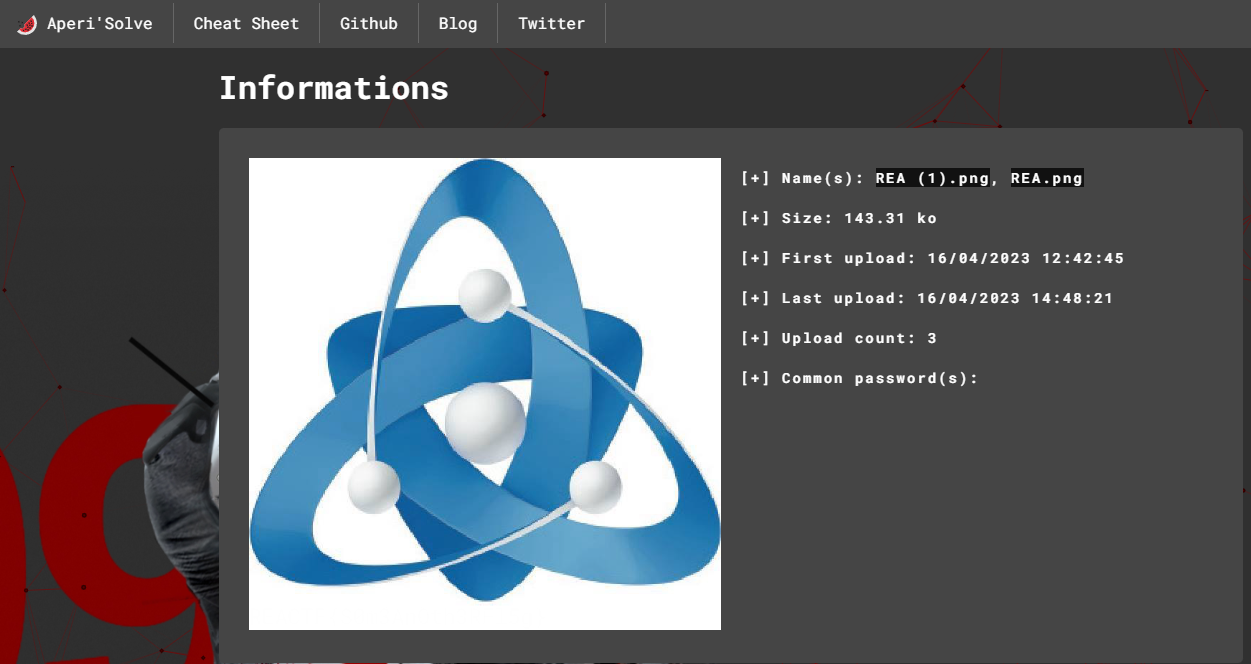 Aperi'Solve Cheat Sheet Github Blog Twitter
Informations
[+] Name(s): REA (1).png, REA.png
[+] Size: 143.31 ko
[+] First upload: 16/04/2023 12:42:45
[+] Last upload: 16/04/2023 14:48:21
[+] Upload count: 3
[+] Common password(s):